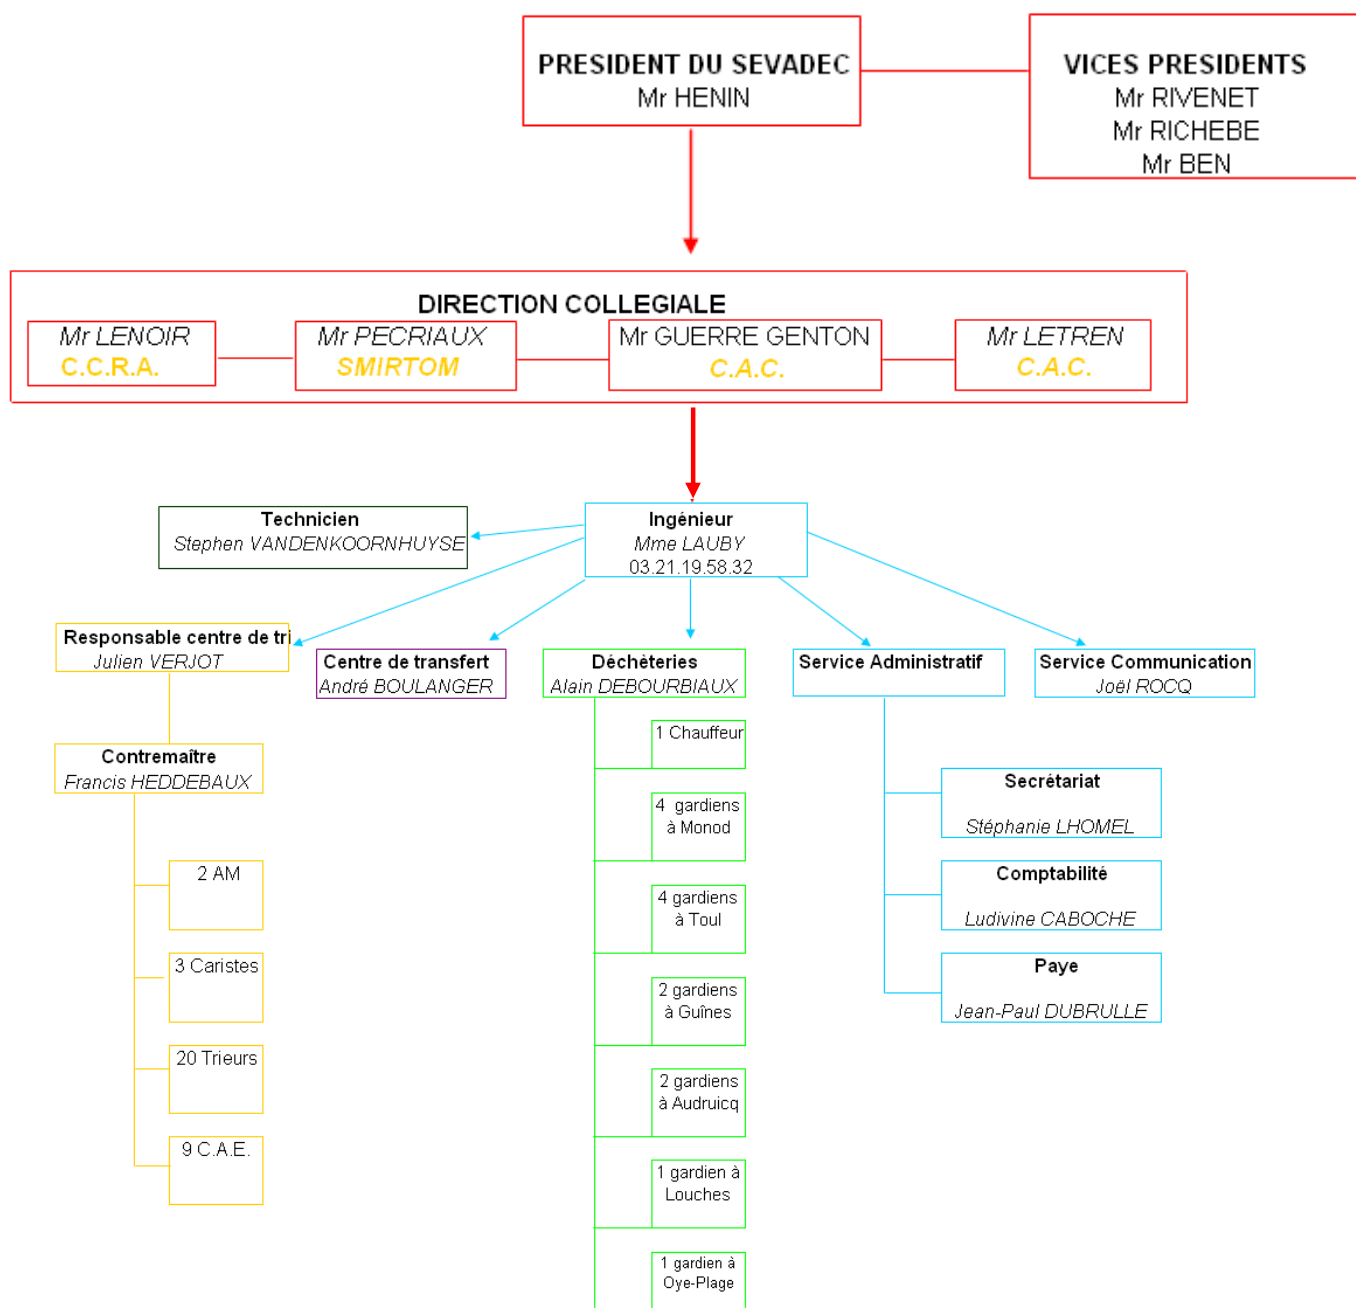 PRESIDENT DU SEVADEC
Mr HENIN
VICES PRESIDENTS
Mr RIVENET
Mr RICHEBE
Mr BEN
DIRECTION COLLEGIALE
Mr LENOIR
C.C.R.A.
Mr PECRIAUX
SMIRTOM
Mr GUERRE GENTON
C.A.C.
Mr LETREN
C.A.C.
Technicien
Stephen VANDENKOORNHUYSE
Ingénieur
Mme LAUBY
03.21.19.58.32
Responsable centre de tri
Julien VERJOT
Centre de transfert
André BOULANGER
Déchèteries
Alain DEBOURBIAUX
Service Administratif
Service Communication
Joël ROCQ
Contremaître
Francis HEDDEBAUX
2 AM
3 Caristes
20 Trieurs
9 C.A.E.
1 Chauffeur
4 gardiens
à Monod
4 gardiens
à Toul
2 gardiens
à Guînes
2 gardiens
à Audruicq
1 gardien à
Louches
1 gardien à
Oye-Plage
Secrétariat
Stéphanie LHOMEL
Comptabilité
Ludivine CABOCHE
Paye
Jean-Paul DUBRULLE